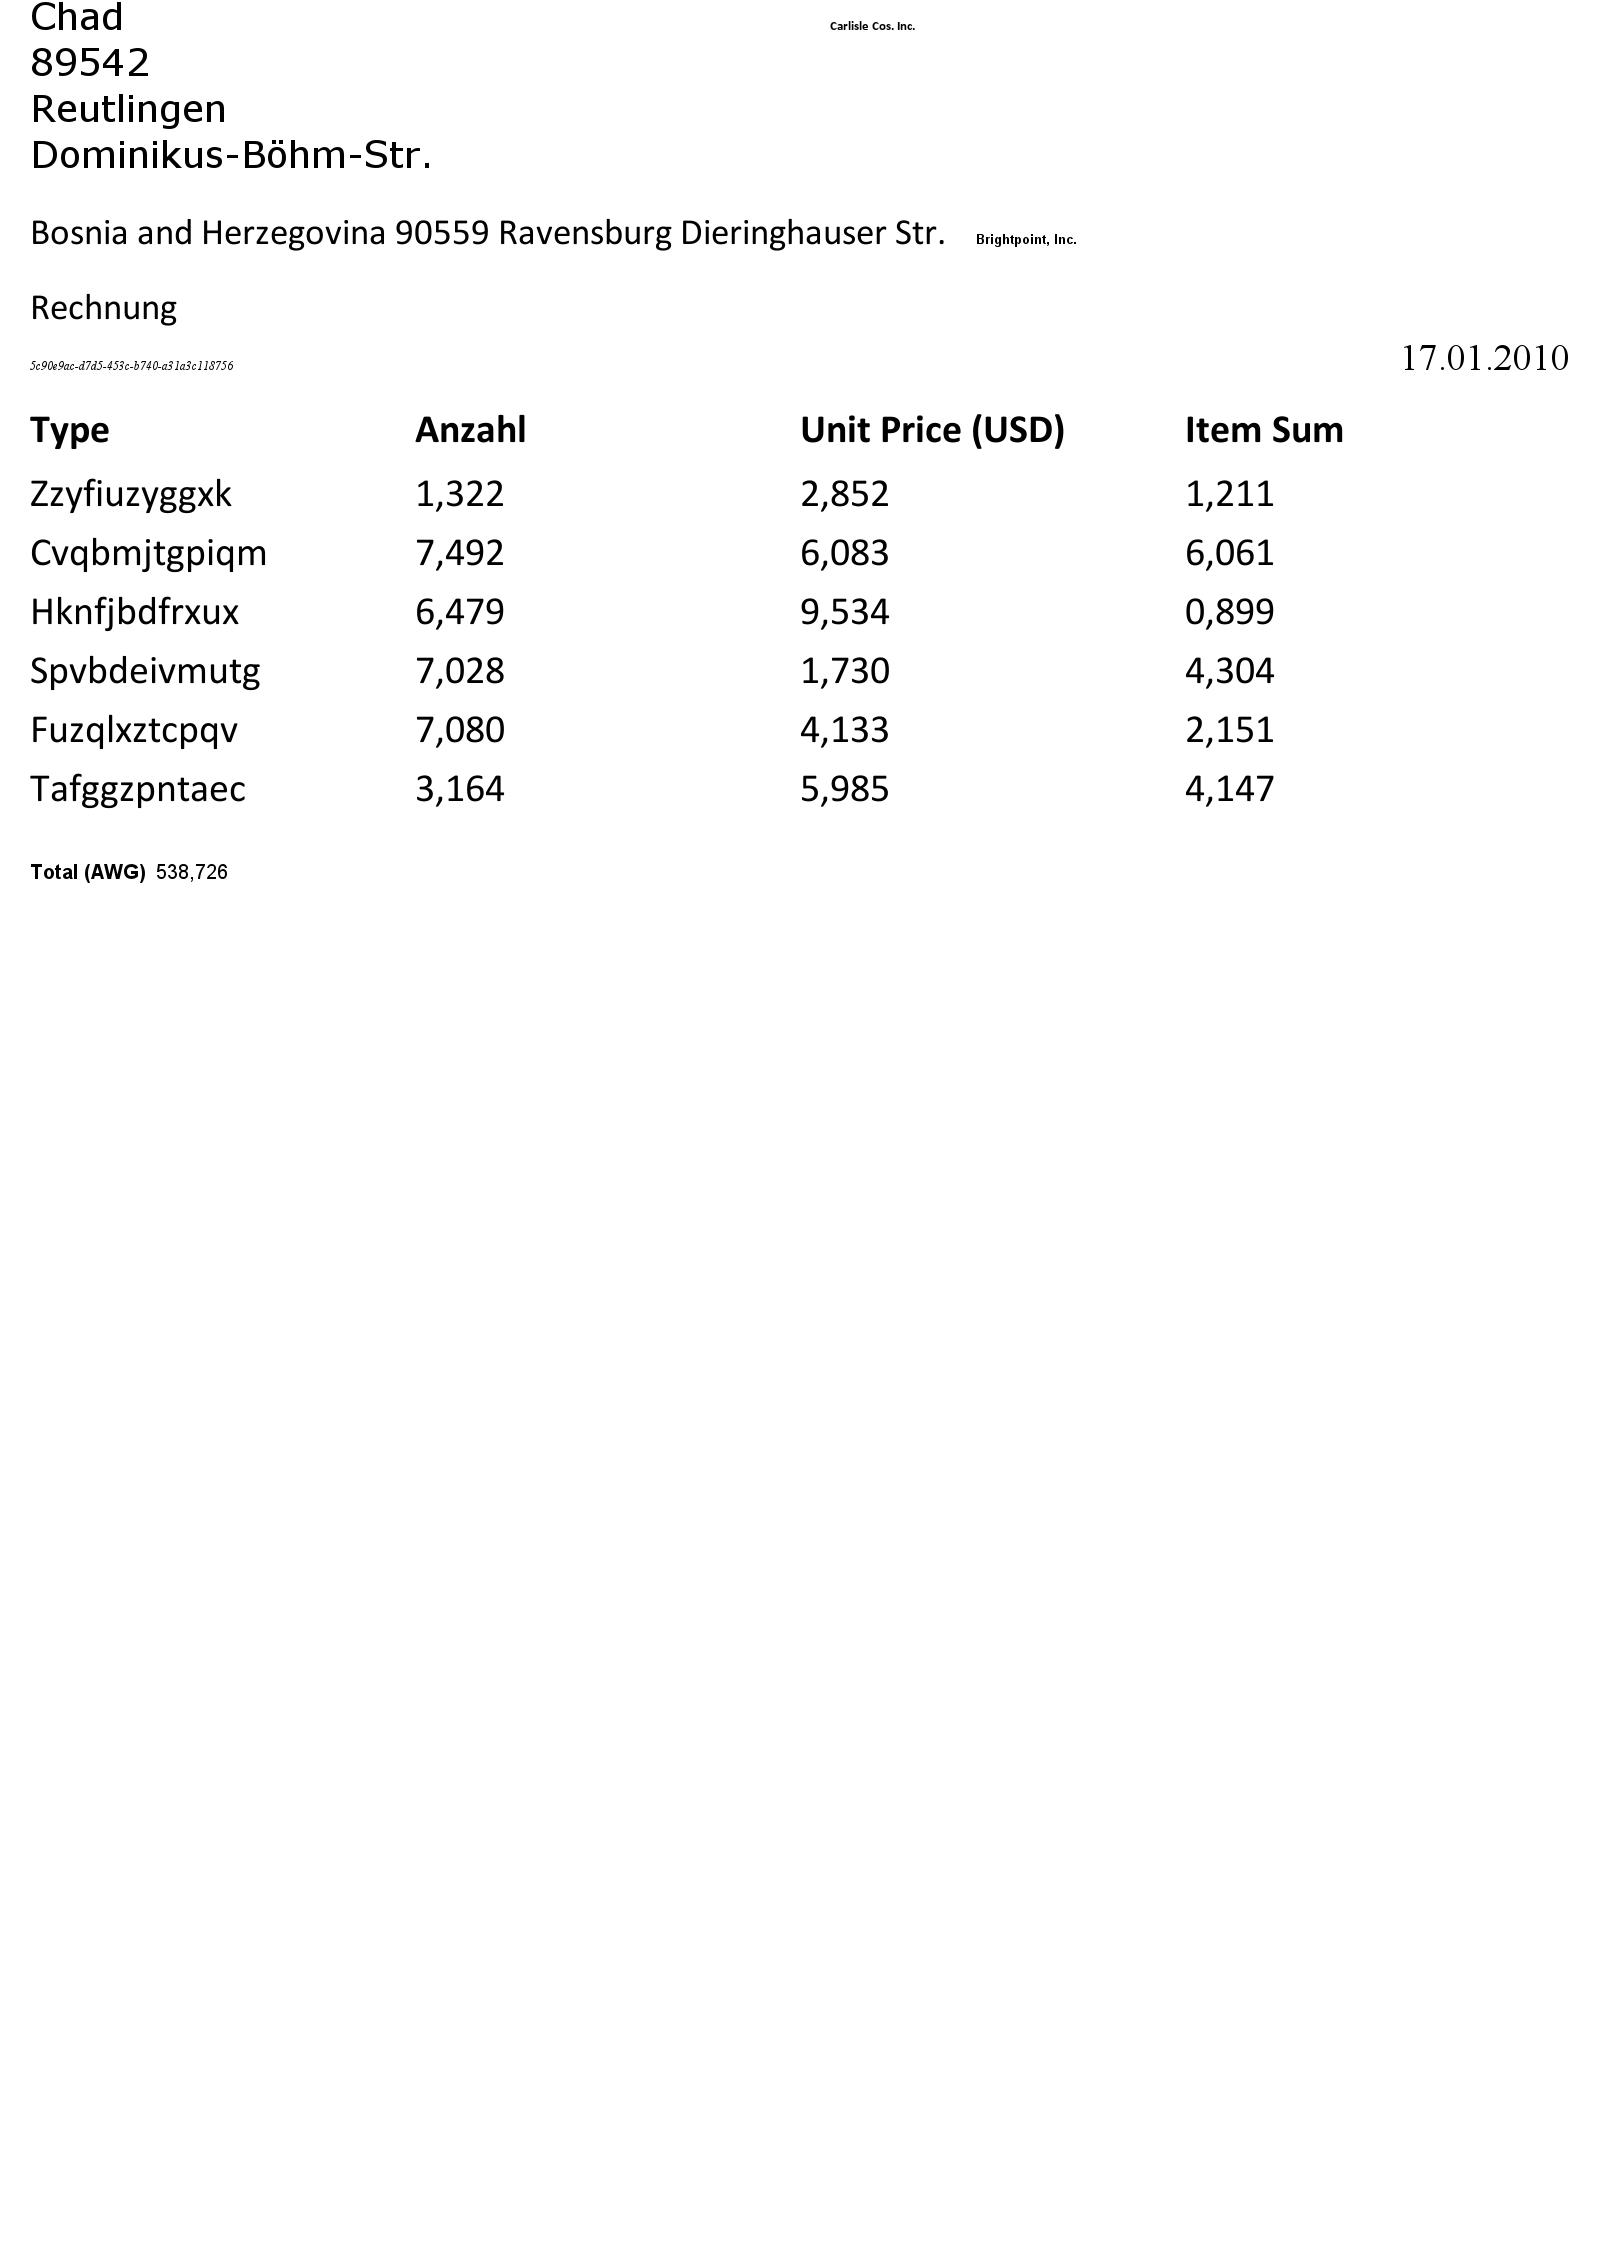 Chad
Carlisle Cos. Inc.
89542
Reutlingen
Dominikus-Böhm-Str.
Bosnia and Herzegovina 90559 Ravensburg Dieringhauser Str. Brightpoint, Inc.
Rechnung
5c90e9ac-d7d5-453c-b740-a31a3c118756 17.01.2010
Type Anzahl Unit Price (USD) Item Sum
Zzyfiuzyggxk 1,322 2,852 1,211
Cvqbmjtgpiqm 7,492 6,083 6,061
Hknfjbdfrxux 6,479 9,534 0,899
Spvbdeivmutg 7,028 1,730 4,304
Fuzqlxztcpqv 7,080 4,133 2,151
Tafggzpntaec 3,164 5,985 4,147
Total (AWG) 538,726